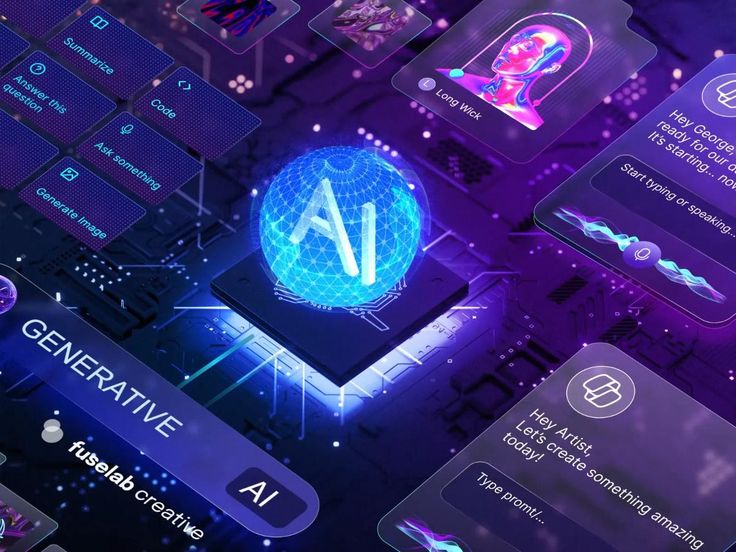 Summarize
Answer this
question
Code
Ask something
Generate Image
AI
L
Long Wick
Hey George,
ready for our
It's starting... now
Start typing or speaking...
GENERATIVE
AI
fuselab creative
Hey Artist,
Let's create something amazing
today!
Type promt/...